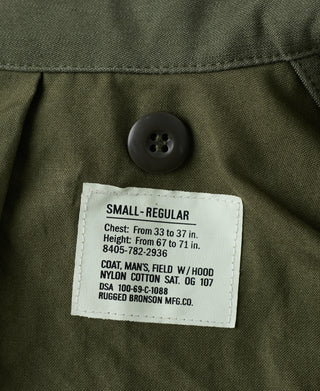 SMALL-REGULAR
Chest: From 33 to 37 in.
Height: From 67 to 71 in.
8405-782-2936
COAT, MAN'S, FIELD W/HOOD
NYLON COTTON SAT. OG 107
DSA 100-69-C-1088
RUGGED BRONSON MFG.CO.